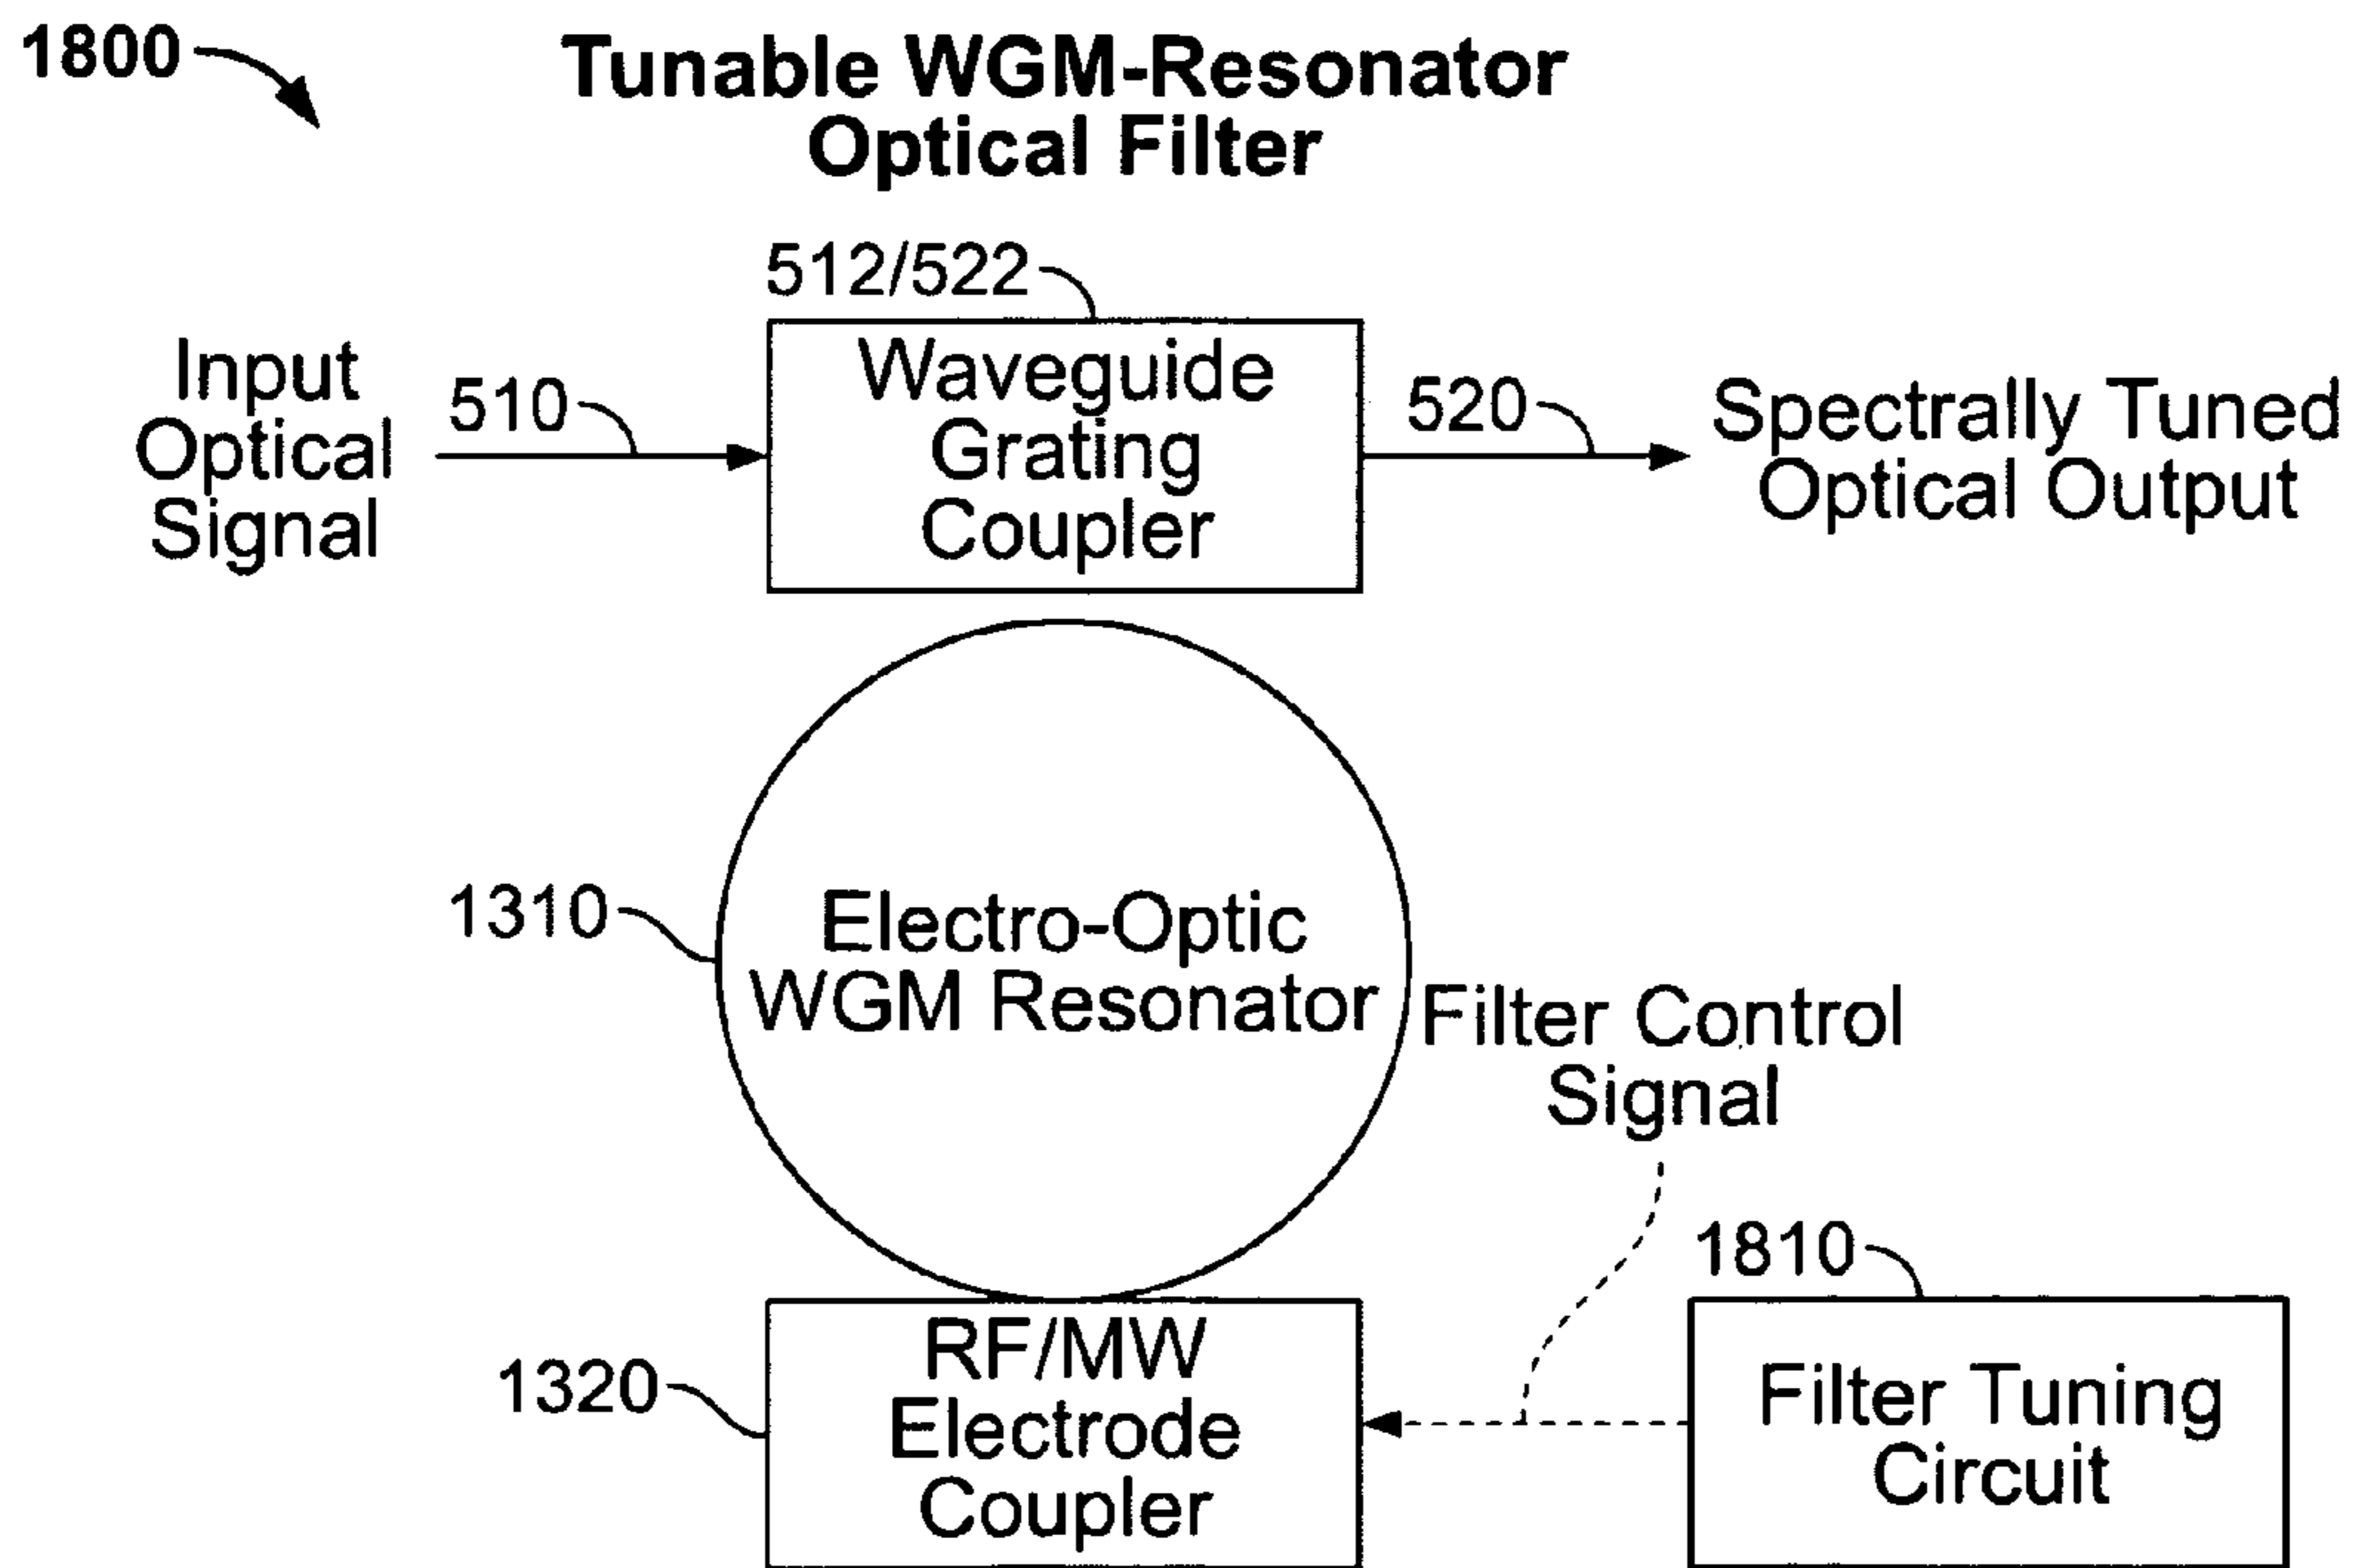 1800
Tunable WGM-Resonator
Optical Filter
512/522
Input
Optical
Signal
510
Waveguide
Grating
Coupler
520
Spectrally Tuned
Optical Output
1310
Electro-Optic
WGM Resonator
Filter Control
Signal
1320
RF/MW
Electrode
Coupler
1810
Filter Tuning
Circuit